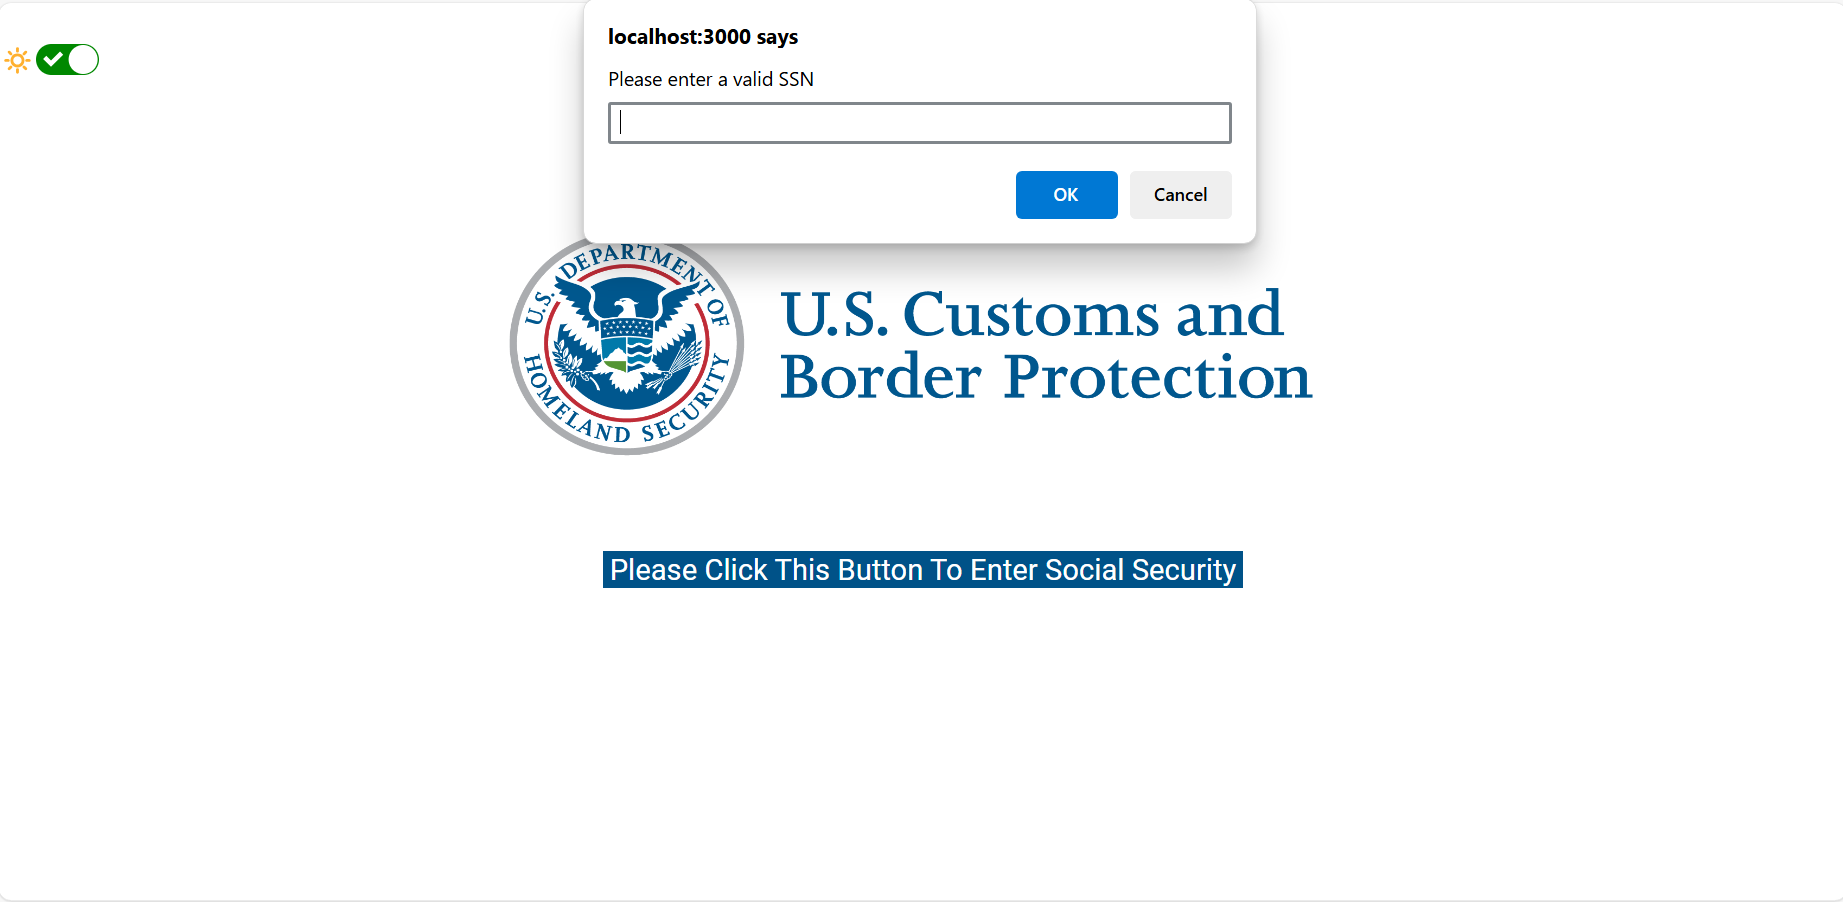 localhost:3000 says
Please enter a valid SSN
OK
Cancel
U.S. DEPARTMENT OF
HOMELAND SECURITY
U.S. Customs and
Border Protection
Please Click This Button To Enter Social Security